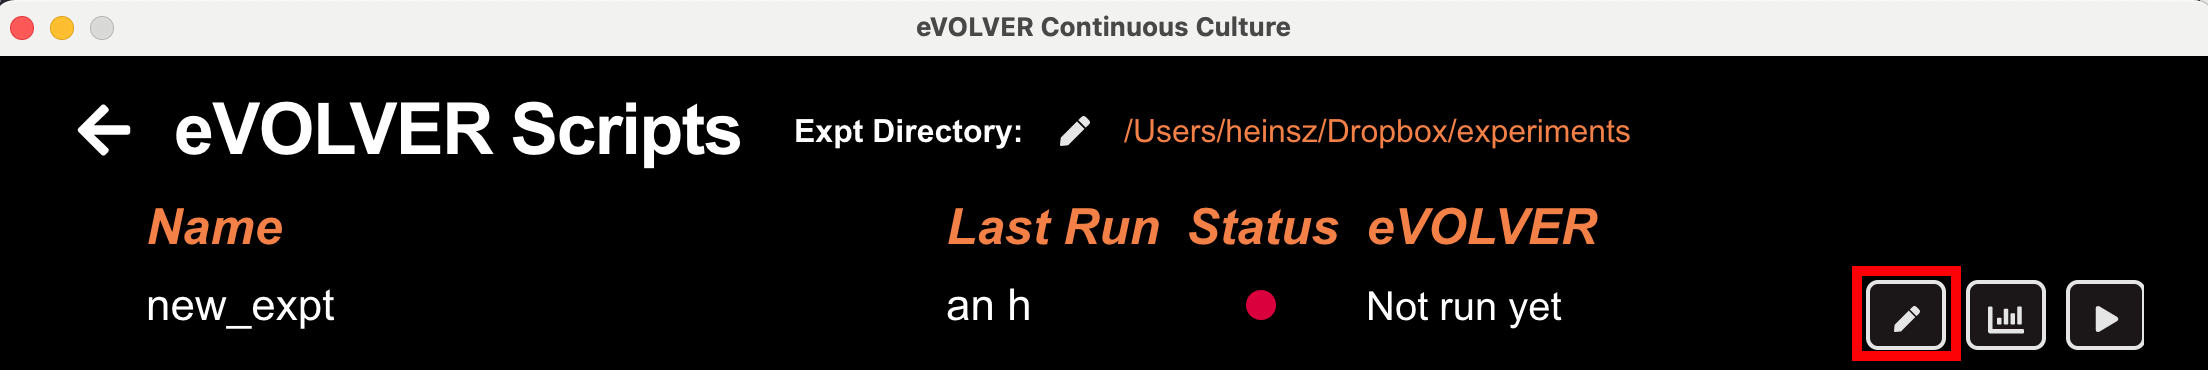 eVOLVER Continuous Culture
eVOLVER Scripts Expt Directory: /Users/heinsz/Dropbox/experiments
Name Last Run Status eVOLVER
new_expt an h Not run yet